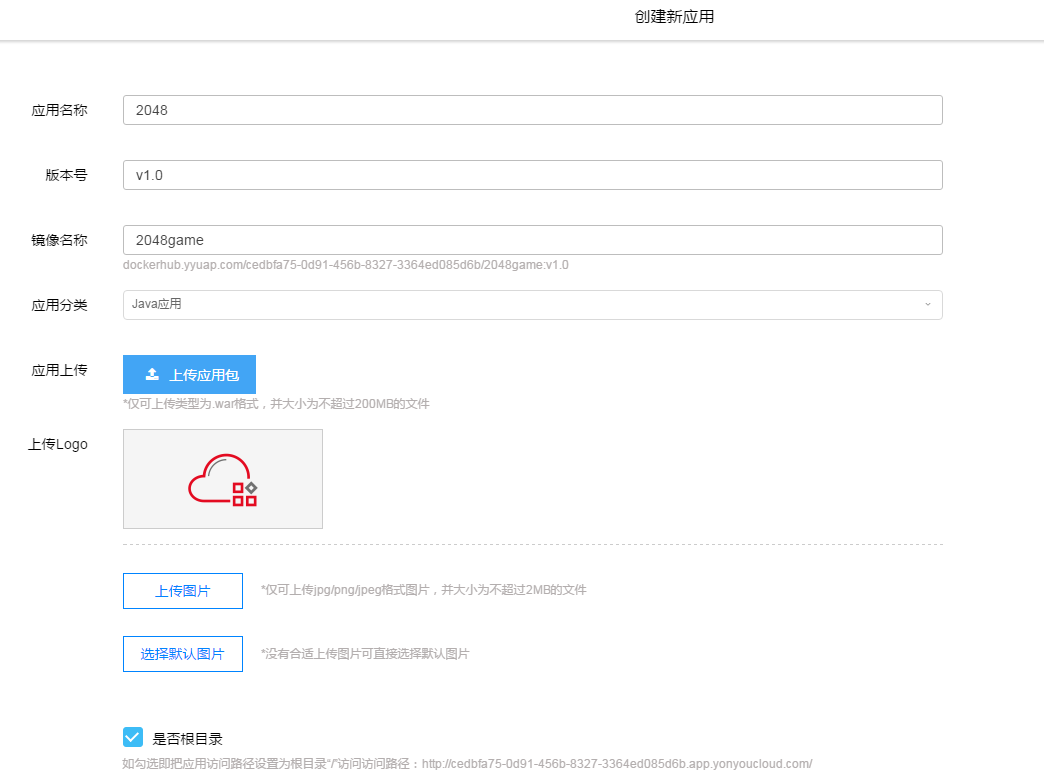 创建新应用
应用名称 2048
版本号 v1.0
镜像名称 2048game
dockerhub.yyuap.com/cedbfa75-0d91-456b-8327-3364ed085d6b/2048game:v1.0
应用分类 Java应用
应用上传 上传应用包
*仅可上传类型为.war格式，并大小为不超过200MB的文件
上传Logo
上传图片 *仅可上传jpg/png/jpeg格式图片，并大小为不超过2MB的文件
选择默认图片 *没有合适上传图片可直接选择默认图片
是否根目录
如勾选即把应用访问路径设置为根目录“/”访问访问路径：http://cedbfa75-0d91-456b-8327-3364ed085d6b.app.yonyoucloud.com/